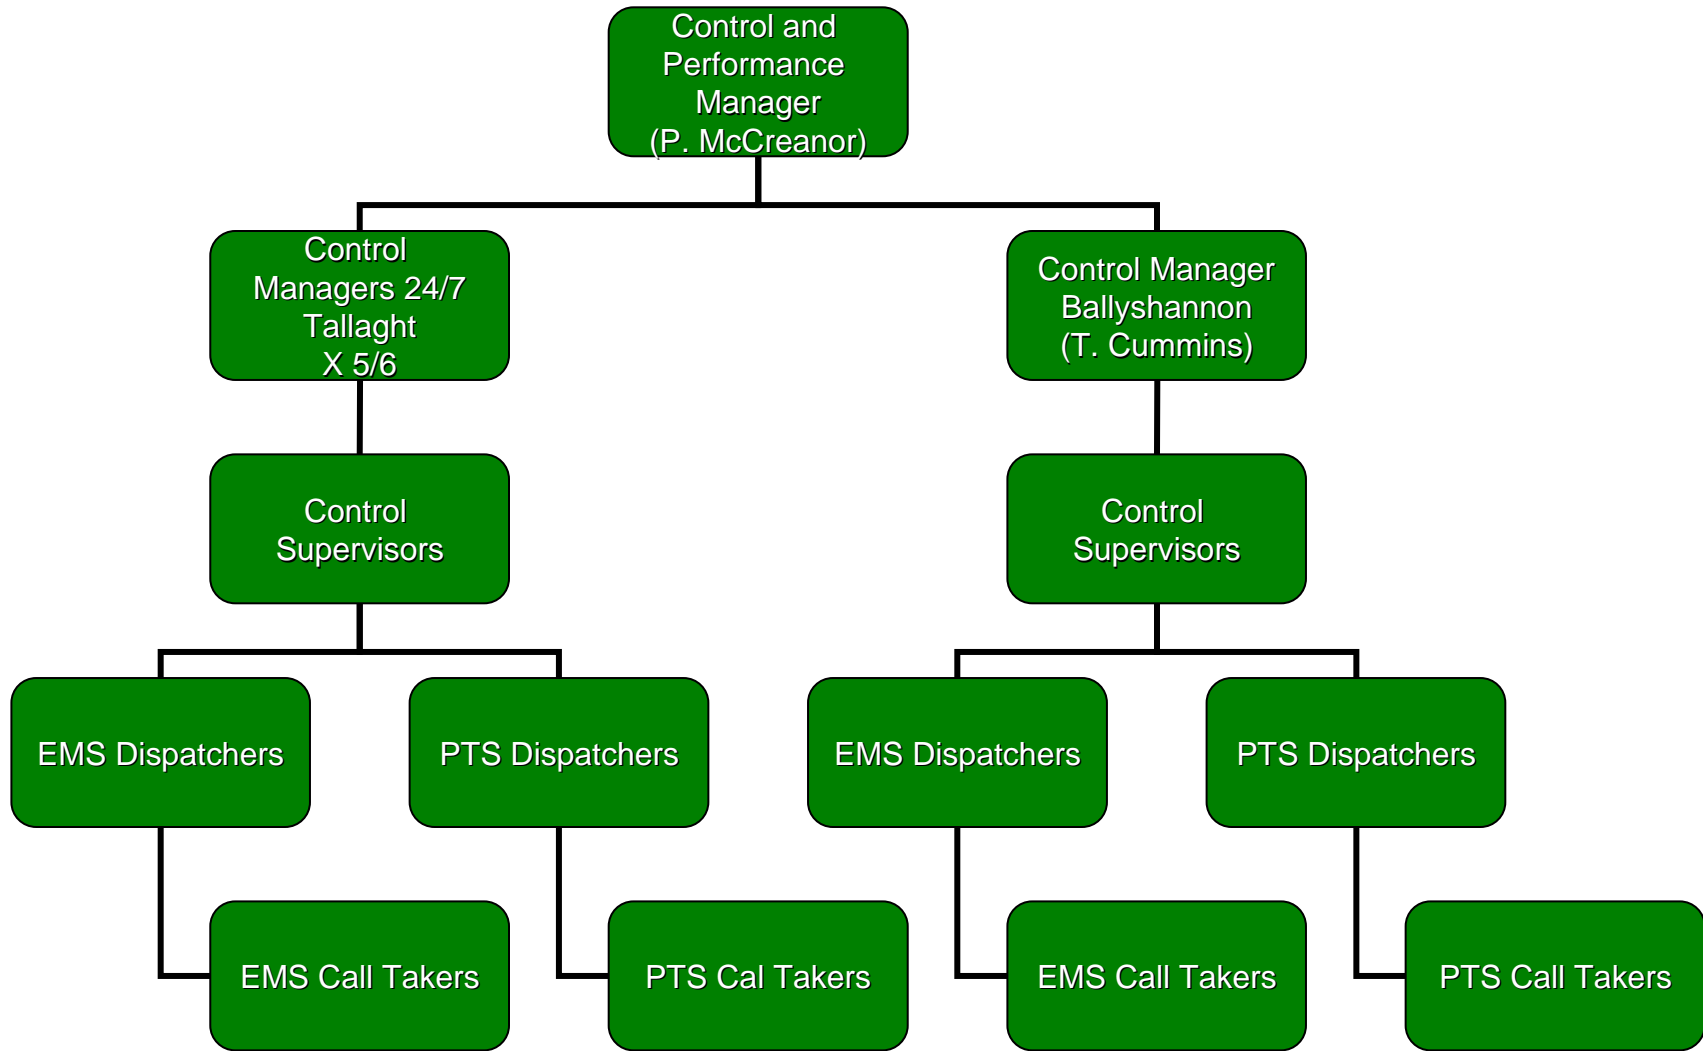 Control and
Performance
Manager
(P. McCreanor)
Control
Managers 24/7
Tallaght
X 5/6
Control Manager
Ballyshannon
(T. Cummins)
Control
Supervisors
Control
Supervisors
EMS Dispatchers
PTS Dispatchers
EMS Dispatchers
PTS Dispatchers
EMS Call Takers
PTS Cal Takers
EMS Call Takers
PTS Call Takers